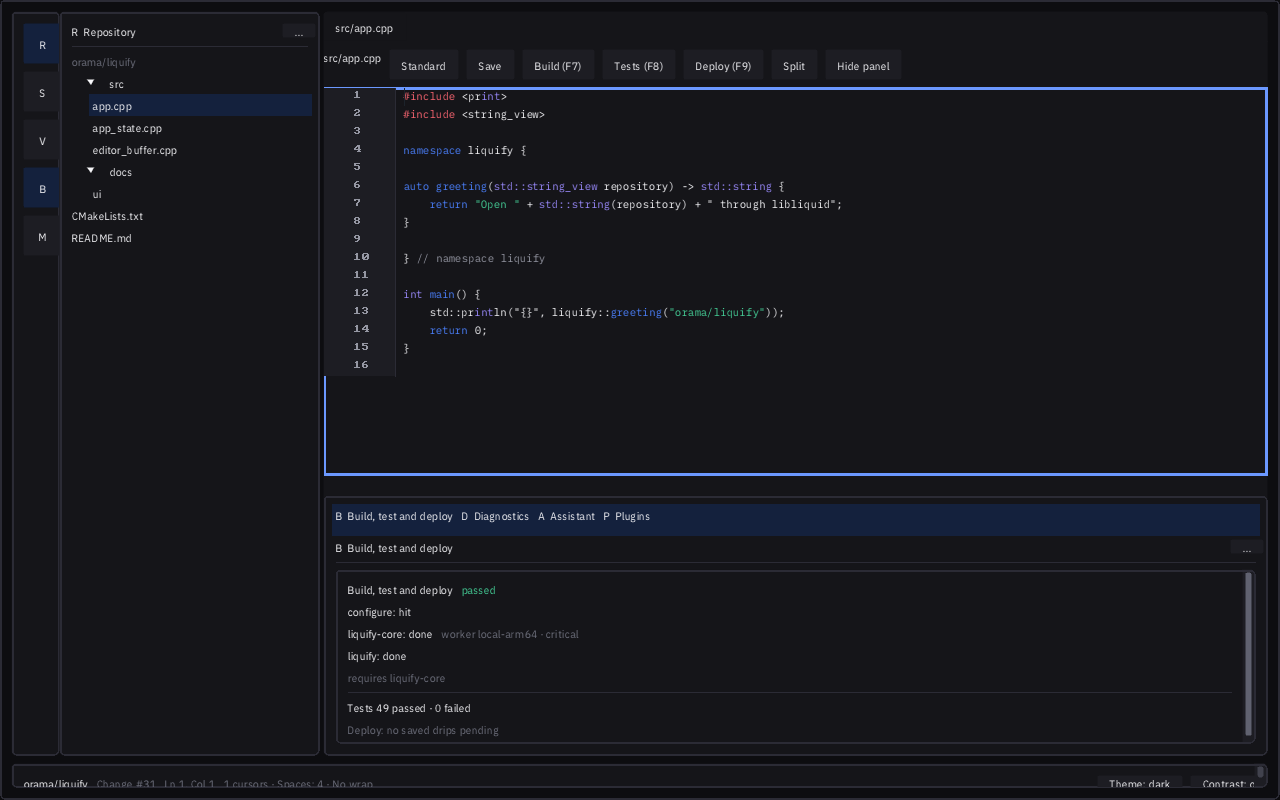 R
S
V
B
M
R Repository ...
orama/liquify
src
app.cpp
app_state.cpp
editor_buffer.cpp
docs
ui
CMakeLists.txt
README.md
src/app.cpp
src/app.cpp Standard Save Build (F7) Tests (F8) Deploy (F9) Split Hide panel
1 #include <print>
2 #include <string_view>
3
4 namespace liquify {
5
6 auto greeting(std::string_view repository) -> std::string {
7 return "Open " + std::string(repository) + " through libliquid";
8 }
9
10 } // namespace liquify
11
12 int main() {
13 std::println("{}", liquify::greeting("orama/liquify"));
14 return 0;
15 }
16
B Build, test and deploy D Diagnostics A Assistant P Plugins
B Build, test and deploy ...
Build, test and deploy passed
configure: hit
liquify-core: done worker local-arm64 · critical
liquify: done
requires liquify-core
Tests 49 passed · 0 failed
Deploy: no saved drips pending
orama/liquify Change #31 Ln 1, Col 1 1 cursors · Spaces: 4 · No wrap Theme: dark Contrast: